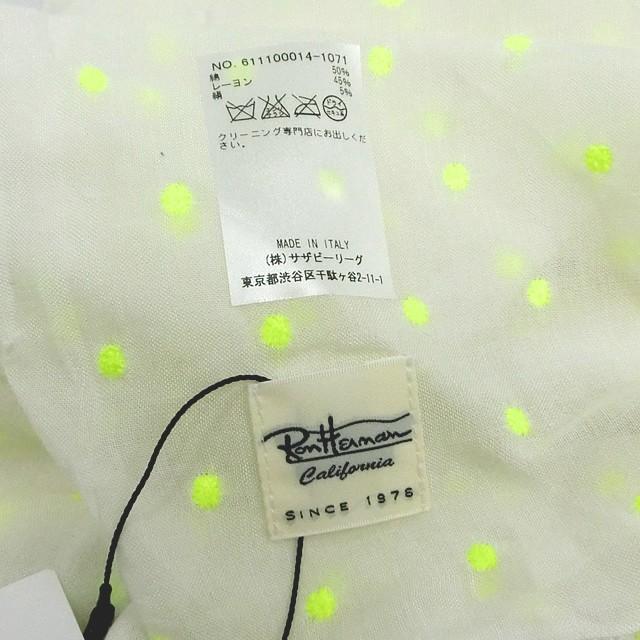 NO. 611100014-1071
綿 50%
レーヨン 45%
絹 5%
クリーニング専門店にお出しくだ
さい。
MADE IN ITALY
(株)サザビーリーグ
東京都渋谷区千駄ヶ谷2-11-1
Ron Herman
California
SINCE 1976